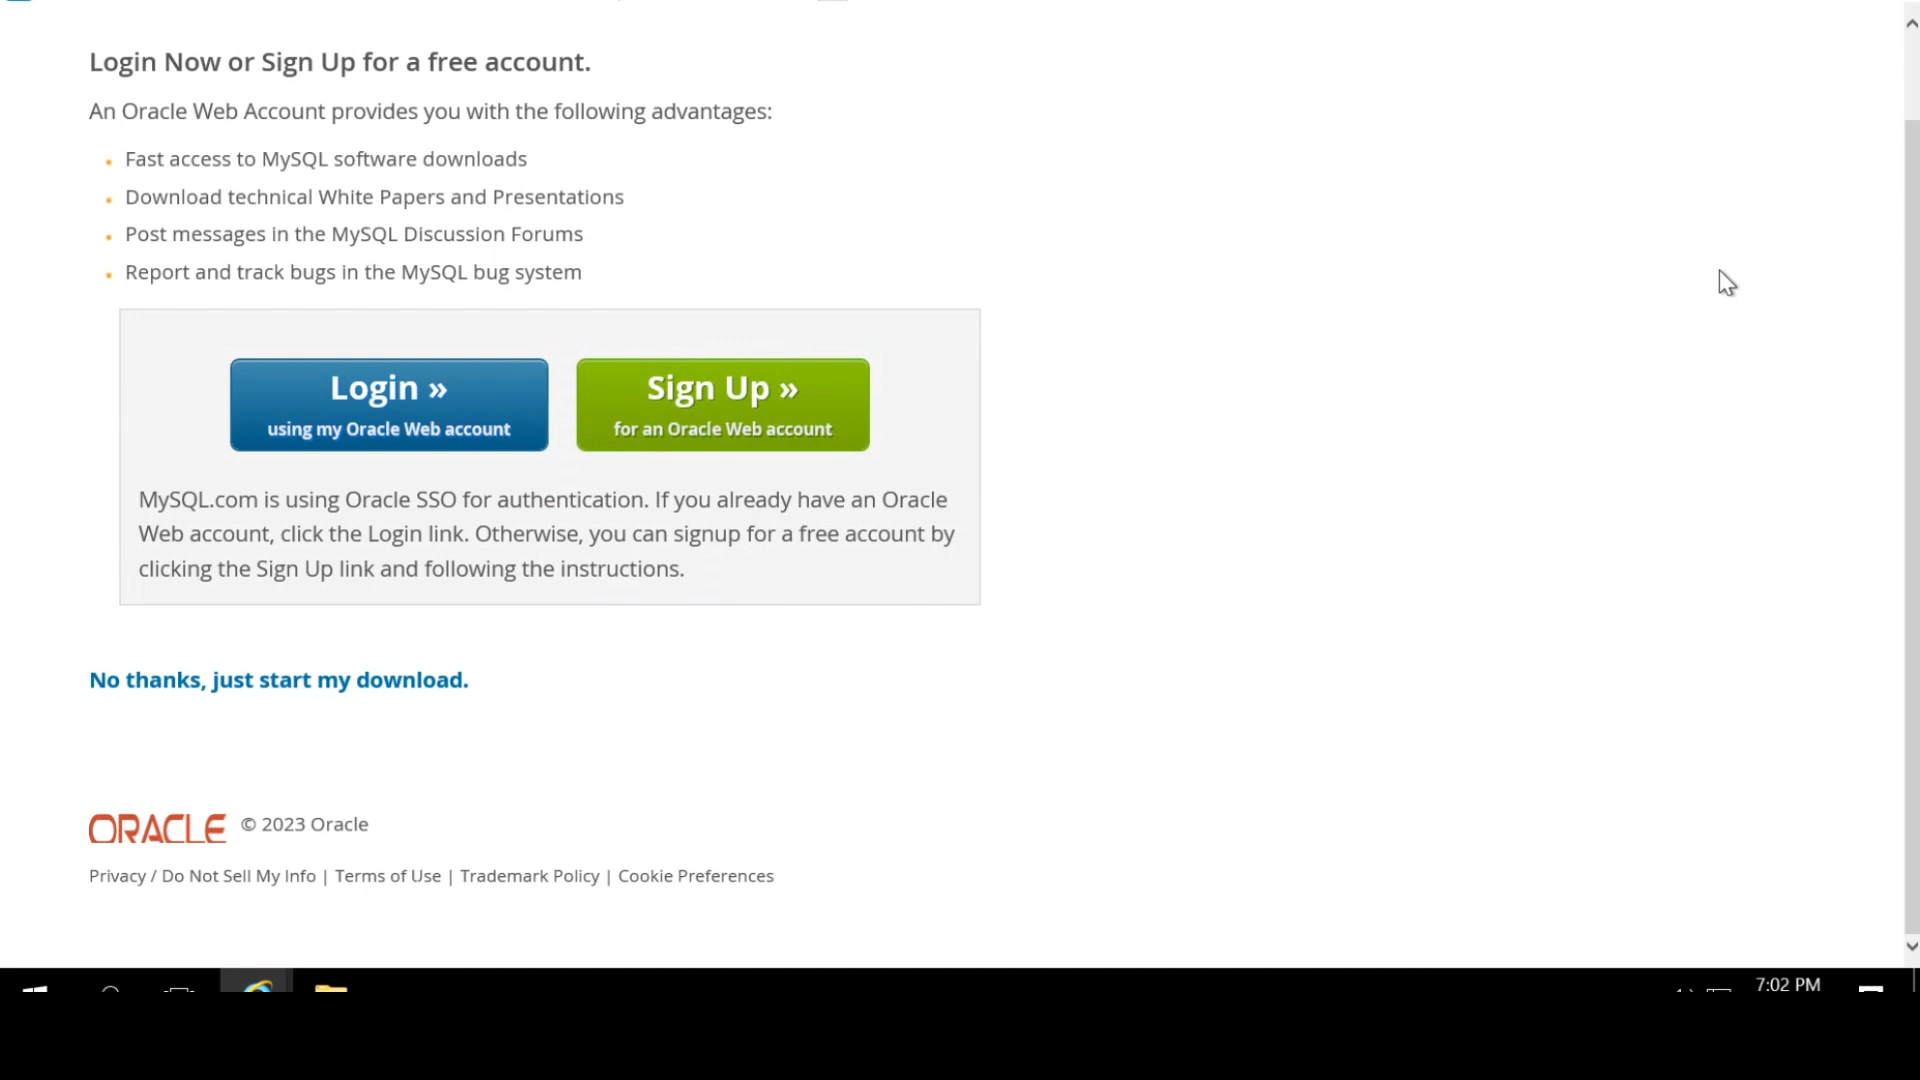 Login Now or Sign Up for a free account.
An Oracle Web Account provides you with the following advantages:
Fast access to MySQL software downloads
Download technical White Papers and Presentations
Post messages in the MySQL Discussion Forums
Report and track bugs in the MySQL bug system
Login »
using my Oracle Web account
Sign Up »
for an Oracle Web account
MySQL.com is using Oracle SSO for authentication. If you already have an Oracle
Web account, click the Login link. Otherwise, you can signup for a free account by
clicking the Sign Up link and following the instructions.
No thanks, just start my download.
ORACLE © 2023 Oracle
Privacy / Do Not Sell My Info | Terms of Use | Trademark Policy | Cookie Preferences
7:02 PM